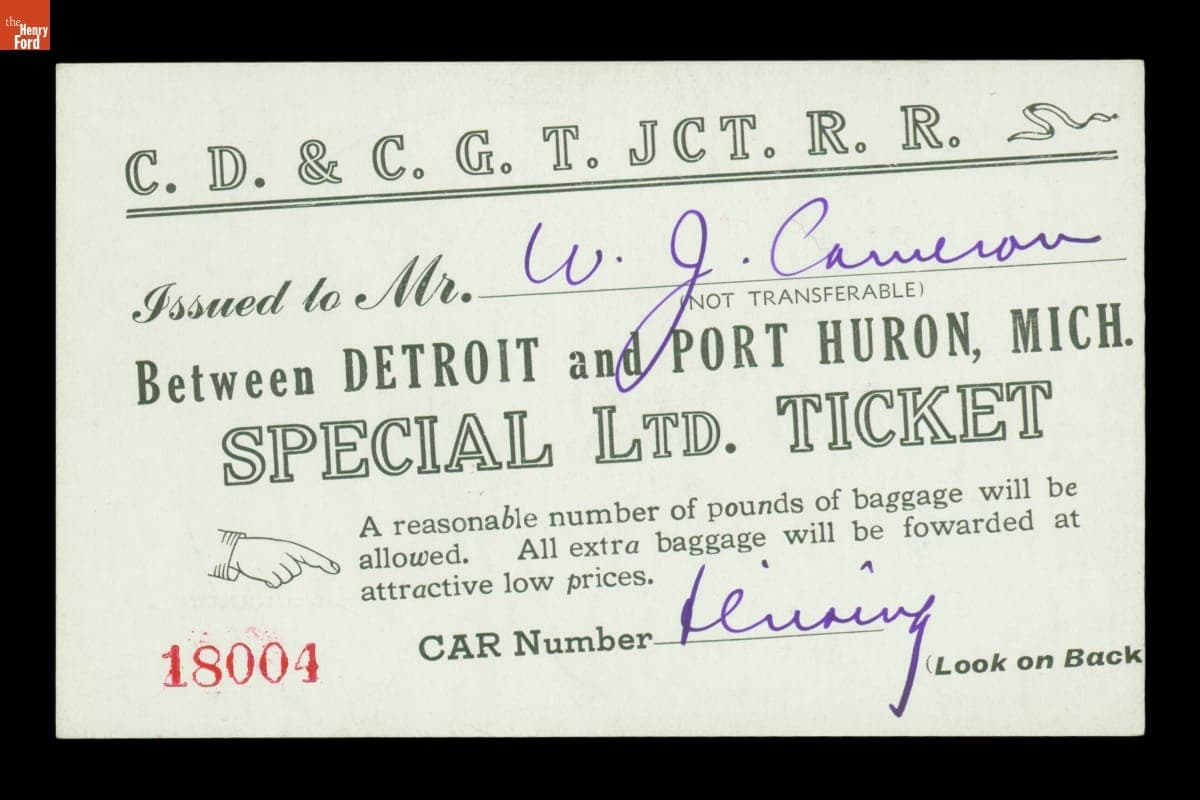 the
Henry
Ford
C. D. & C. G. T. JCT. R. R.
Issued to Mr. W. J. Cameron
(NOT TRANSFERABLE)
Between DETROIT and PORT HURON, MICH.
SPECIAL LTD. TICKET
A reasonable number of pounds of baggage will be
allowed. All extra baggage will be fowarded at
attractive low prices.
CAR Number
18004
(Look on Back